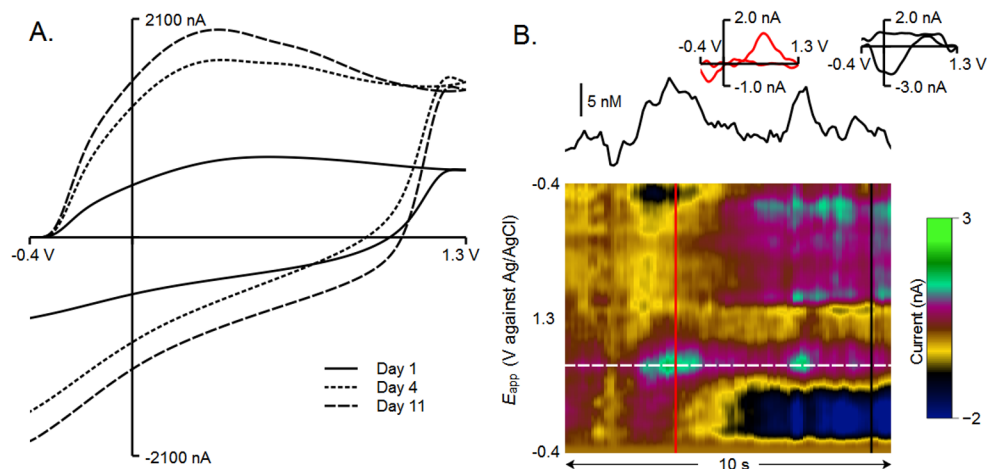 A.
2100 nA
-0.4 V
1.3 V
-2100 nA
Day 1
Day 4
Day 11
B.
2.0 nA
-0.4 V
1.3 V
-1.0 nA
2.0 nA
-0.4 V
1.3 V
-3.0 nA
5 nM
-0.4
1.3
-0.4
Eapp (V against Ag/AgCl)
10 s
3
-2
Current (nA)